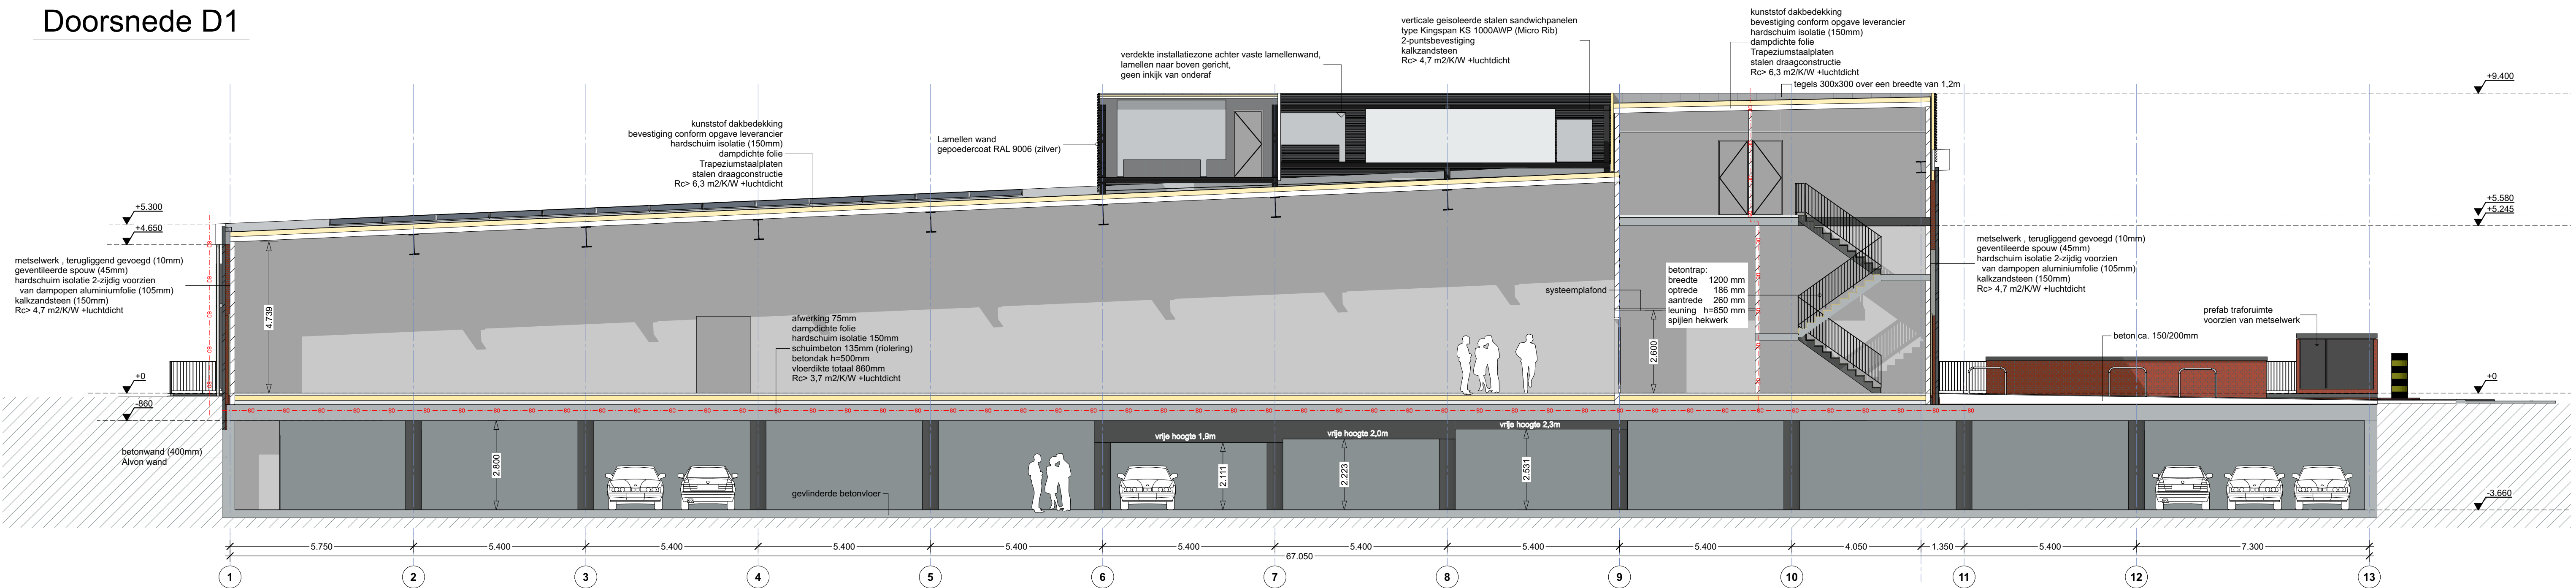 Doorsnede D1
kunststof dakbedekking
bevestiging conform opgave leverancier
hardschuim isolatie (150mm)
dampdichte folie
Trapeziumstaalplaten
stalen draagconstructie
Rc> 6,3 m2/K/W +luchtdicht
Lamellen wand
gepoedercoat RAL 9006 (zilver)
verdekte installatiezone achter vaste lamellenwand,
lamellen naar boven gericht,
geen inkijk van onderaf
verticale geisoleerde stalen sandwichpanelen
type Kingspan KS 1000AWP (Micro Rib)
2-puntsbevestiging
kalkzandsteen
Rc> 4,7 m2/K/W +luchtdicht
kunststof dakbedekking
bevestiging conform opgave leverancier
hardschuim isolatie (150mm)
dampdichte folie
Trapeziumstaalplaten
stalen draagconstructie
Rc> 6,3 m2/K/W +luchtdicht
tegels 300x300 over een breedte van 1,2m
+9.400
+5.300
+4.650
+5.580
+5.245
metselwerk , terugliggend gevoegd (10mm)
geventileerde spouw (45mm)
hardschuim isolatie 2-zijdig voorzien
van dampopen aluminiumfolie (105mm)
kalkzandsteen (150mm)
Rc> 4,7 m2/K/W +luchtdicht
4.739
afwerking 75mm
dampdichte folie
hardschuim isolatie 150mm
schuimbeton 135mm (riolering)
betondak h=500mm
vloerdikte totaal 860mm
Rc> 3,7 m2/K/W +luchtdicht
systeemplafond
2.600
betontrap:
breedte 1200 mm
optrede 186 mm
aantrede 260 mm
leuning h=850 mm
spijlen hekwerk
metselwerk , terugliggend gevoegd (10mm)
geventileerde spouw (45mm)
hardschuim isolatie 2-zijdig voorzien
van dampopen aluminiumfolie (105mm)
kalkzandsteen (150mm)
Rc> 4,7 m2/K/W +luchtdicht
prefab traforuimte
voorzien van metselwerk
beton ca. 150/200mm
+0
-860
+0
-3.660
betonwand (400mm)
Alvon wand
2.800
gevlinderde betonvloer
vrije hoogte 1,9m
2.111
vrije hoogte 2,0m
2.223
vrije hoogte 2,3m
2.531
5.750 5.400 5.400 5.400 5.400 5.400 5.400 5.400 5.400 4.050 1.350 5.400 7.300
67.050
1 2 3 4 5 6 7 8 9 10 11 12 13